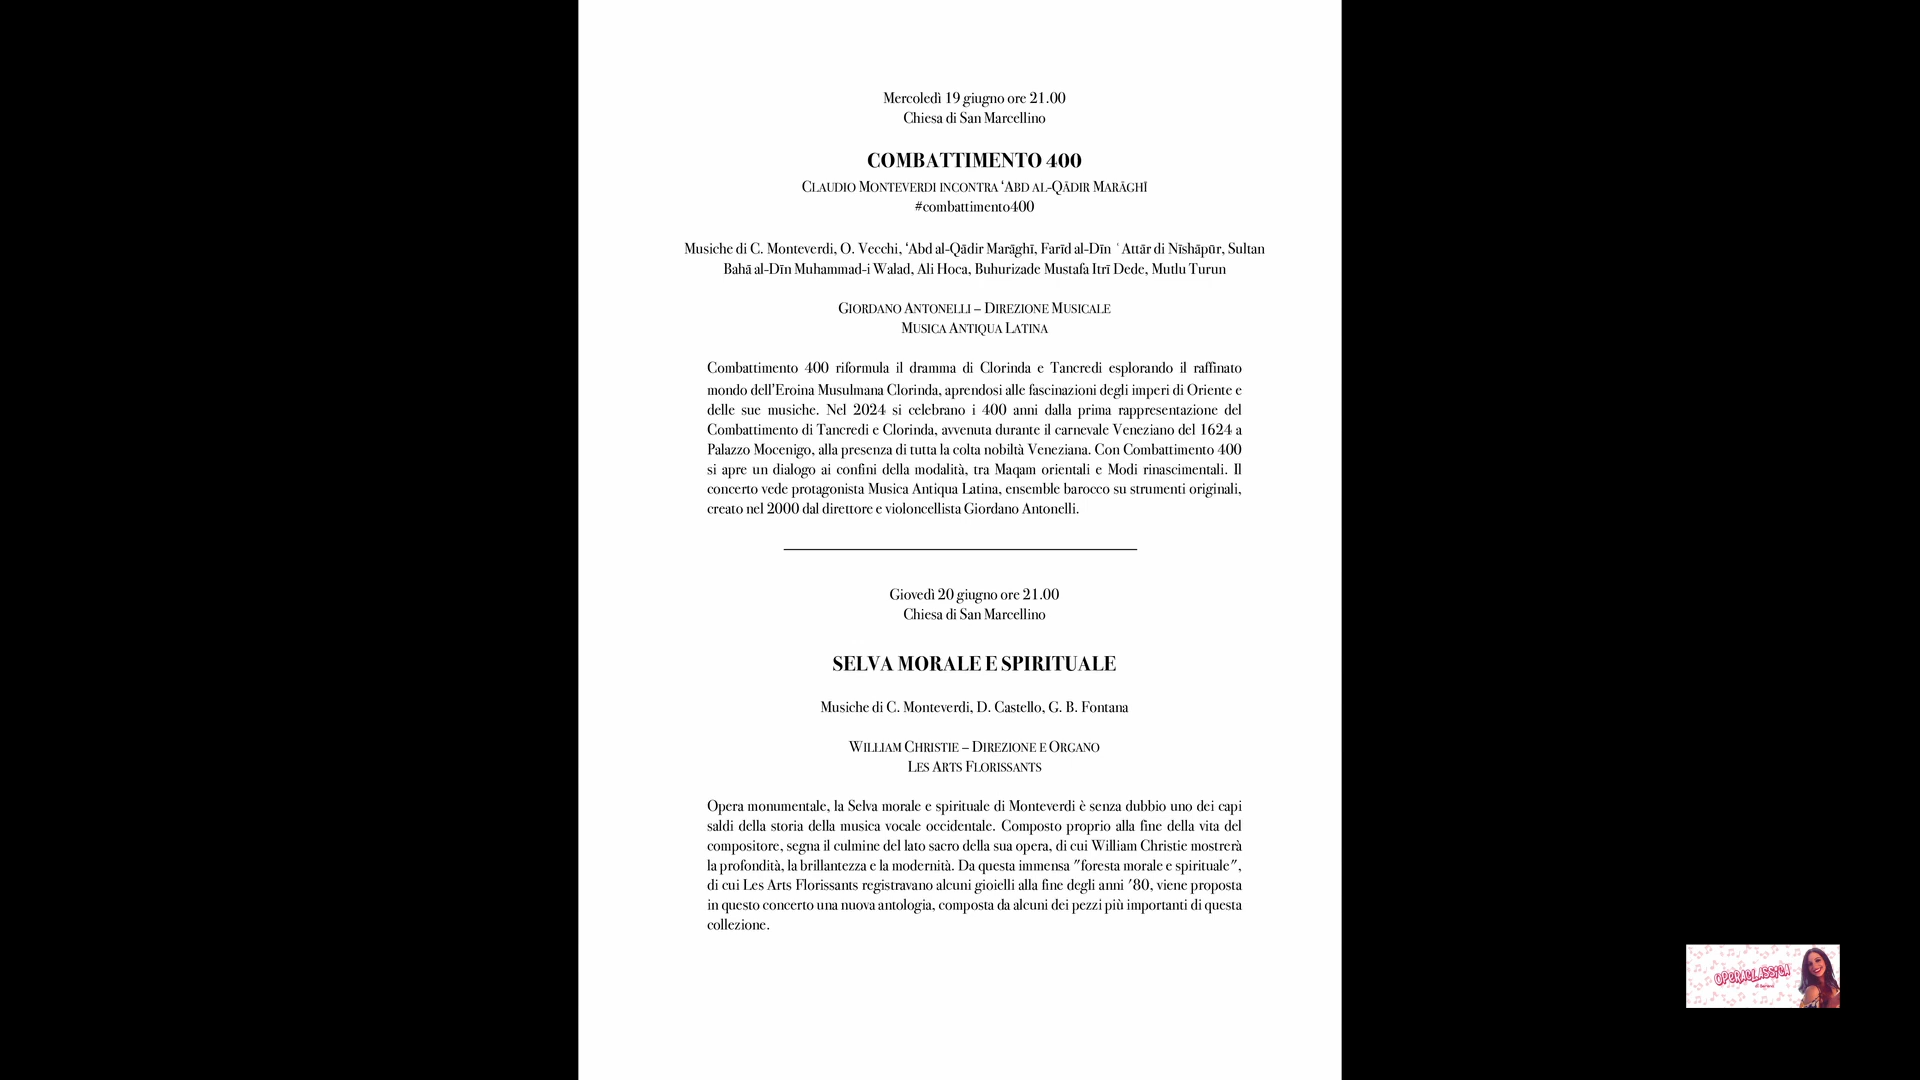 Mercoledì 19 giugno ore 21.00
Chiesa di San Marcellino
COMBATTIMENTO 400
CLAUDIO MONTEVERDI INCONTRA ‘ABD AL-QĀDIR MARĀGHĪ
#combattimento400
Musiche di C. Monteverdi, O. Vecchi, ‘Abd al-Qādir Marāghī, Farīd al-Dīn ʿAttār di Nīshāpūr, Sultan
Bahā al-Dīn Muhammad-i Walad, Ali Hoca, Buhurizade Mustafa Itrī Dede, Mutlu Turun
GIORDANO ANTONELLI – DIREZIONE MUSICALE
MUSICA ANTIQUA LATINA
Combattimento 400 riformula il dramma di Clorinda e Tancredi esplorando il raffinato
mondo dell'Eroina Musulmana Clorinda, aprendosi alle fascinazioni degli imperi di Oriente e
delle sue musiche. Nel 2024 si celebrano i 400 anni dalla prima rappresentazione del
Combattimento di Tancredi e Clorinda, avvenuta durante il carnevale Veneziano del 1624 a
Palazzo Mocenigo, alla presenza di tutta la colta nobiltà Veneziana. Con Combattimento 400
si apre un dialogo ai confini della modalità, tra Maqam orientali e Modi rinascimentali. Il
concerto vede protagonista Musica Antiqua Latina, ensemble barocco su strumenti originali,
creato nel 2000 dal direttore e violoncellista Giordano Antonelli.
Giovedì 20 giugno ore 21.00
Chiesa di San Marcellino
SELVA MORALE E SPIRITUALE
Musiche di C. Monteverdi, D. Castello, G. B. Fontana
WILLIAM CHRISTIE – DIREZIONE E ORGANO
LES ARTS FLORISSANTS
Opera monumentale, la Selva morale e spirituale di Monteverdi è senza dubbio uno dei capi
saldi della storia della musica vocale occidentale. Composto proprio alla fine della vita del
compositore, segna il culmine del lato sacro della sua opera, di cui William Christie mostrerà
la profondità, la brillantezza e la modernità. Da questa immensa "foresta morale e spirituale",
di cui Les Arts Florissants registravano alcuni gioielli alla fine degli anni '80, viene proposta
in questo concerto una nuova antologia, composta da alcuni dei pezzi più importanti di questa
collezione.
OPERACLASSICA